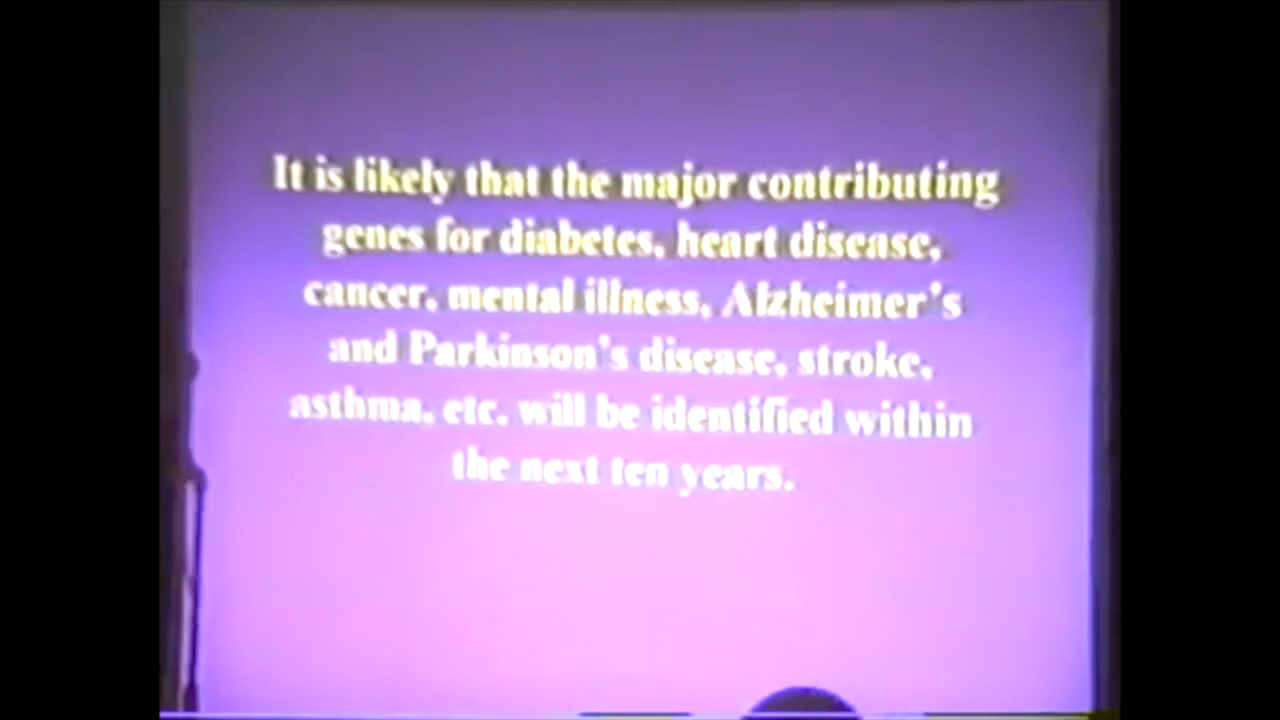 It is likely that the major contributing
genes for diabetes, heart disease,
cancer, mental illness, Alzheimer's
and Parkinson's disease, stroke,
asthma, etc. will be identified within
the next ten years.